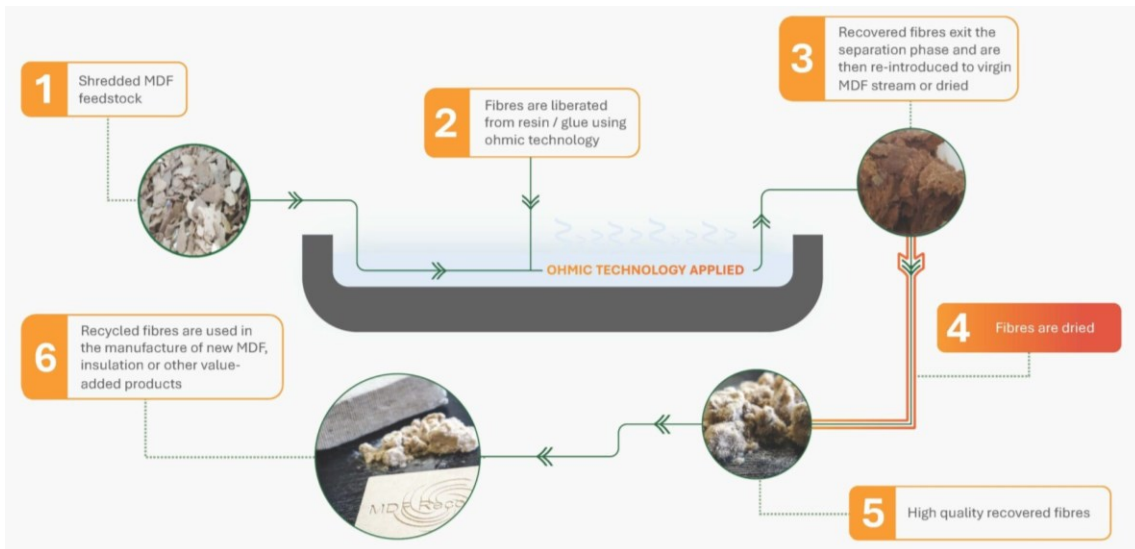 1
Shredded MDF
feedstock
2
Fibres are liberated
from resin / glue using
ohmic technology
3
Recovered fibres exit the
separation phase and are
then re-introduced to virgin
MDF stream or dried
OHMIC TECHNOLOGY APPLIED
4
Fibres are dried
5
High quality recovered fibres
6
Recycled fibres are used in
the manufacture of new MDF,
insulation or other value-
added products
MDF Reco